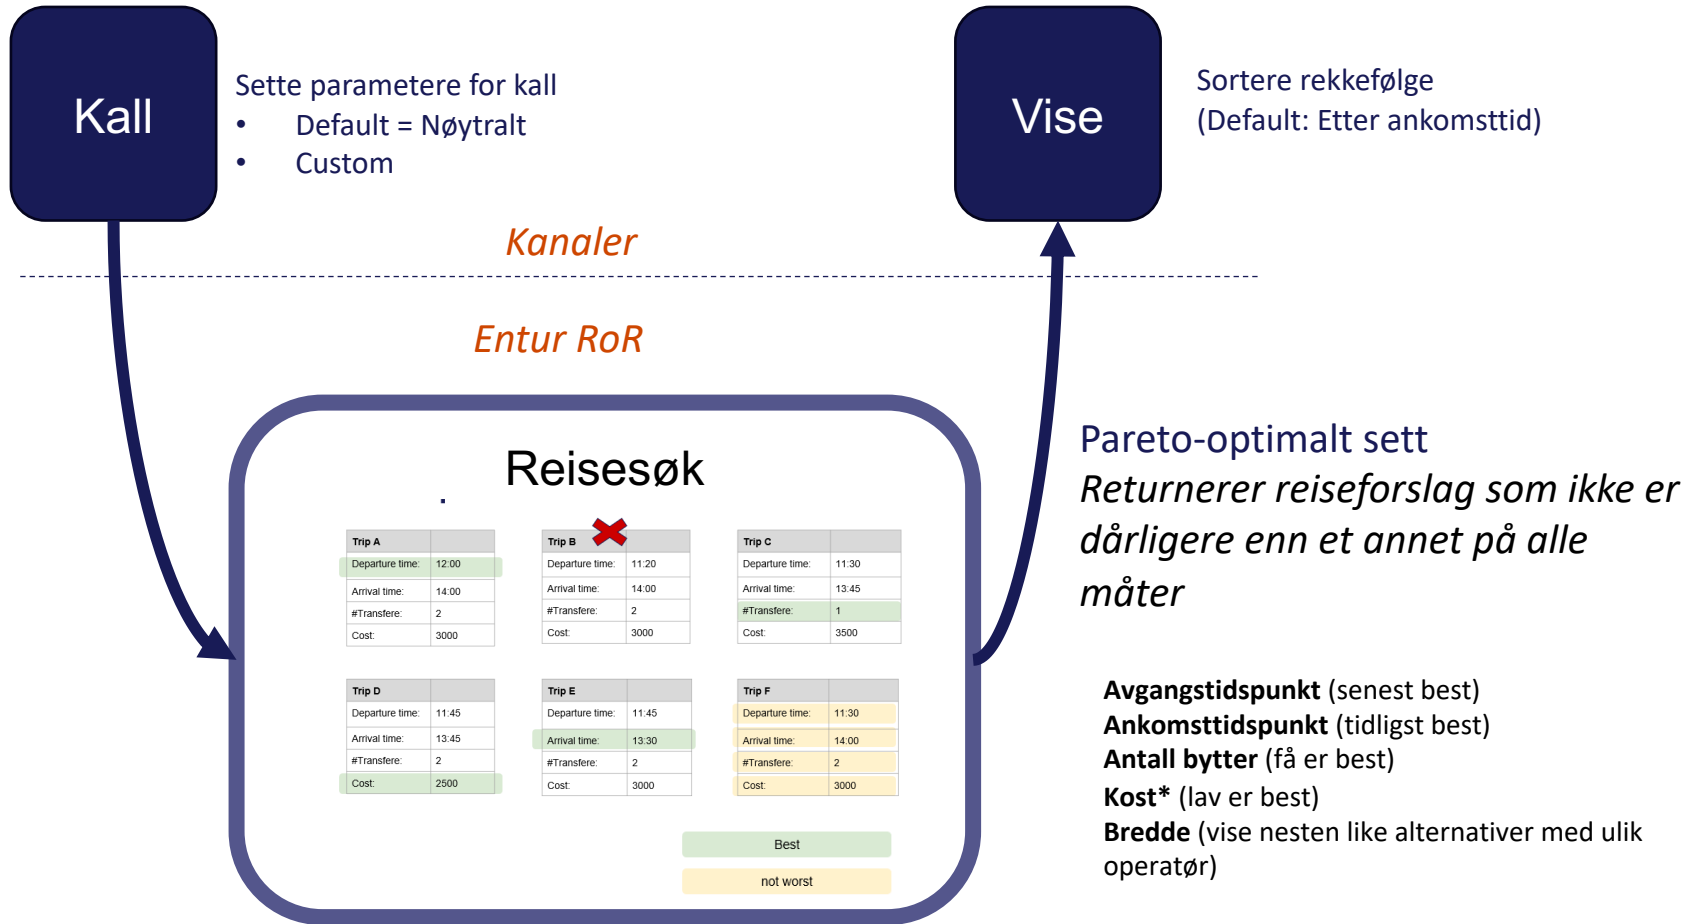 Kall
Sette parametere for kall
• Default = Nøytralt
• Custom
Vise
Sortere rekkefølge
(Default: Etter ankomsttid)
Kanaler
Entur RoR
Reisesøk
.
Trip A
Departure time: 12:00
Arrival time: 14:00
#Transfere: 2
Cost: 3000
Trip B
Departure time: 11:20
Arrival time: 14:00
#Transfere: 2
Cost: 3000
Trip C
Departure time: 11:30
Arrival time: 13:45
#Transfere: 1
Cost: 3500
Trip D
Departure time: 11:45
Arrival time: 13:45
#Transfere: 2
Cost: 2500
Trip E
Departure time: 11:45
Arrival time: 13:30
#Transfere: 2
Cost: 3000
Trip F
Departure time: 11:30
Arrival time: 14:00
#Transfere: 2
Cost: 3000
Best
not worst
Pareto-optimalt sett
Returnerer reiseforslag som ikke er
dårligere enn et annet på alle
måter
Avgangstidspunkt (senest best)
Ankomsttidspunkt (tidligst best)
Antall bytter (få er best)
Kost* (lav er best)
Bredde (vise nesten like alternativer med ulik
operatør)